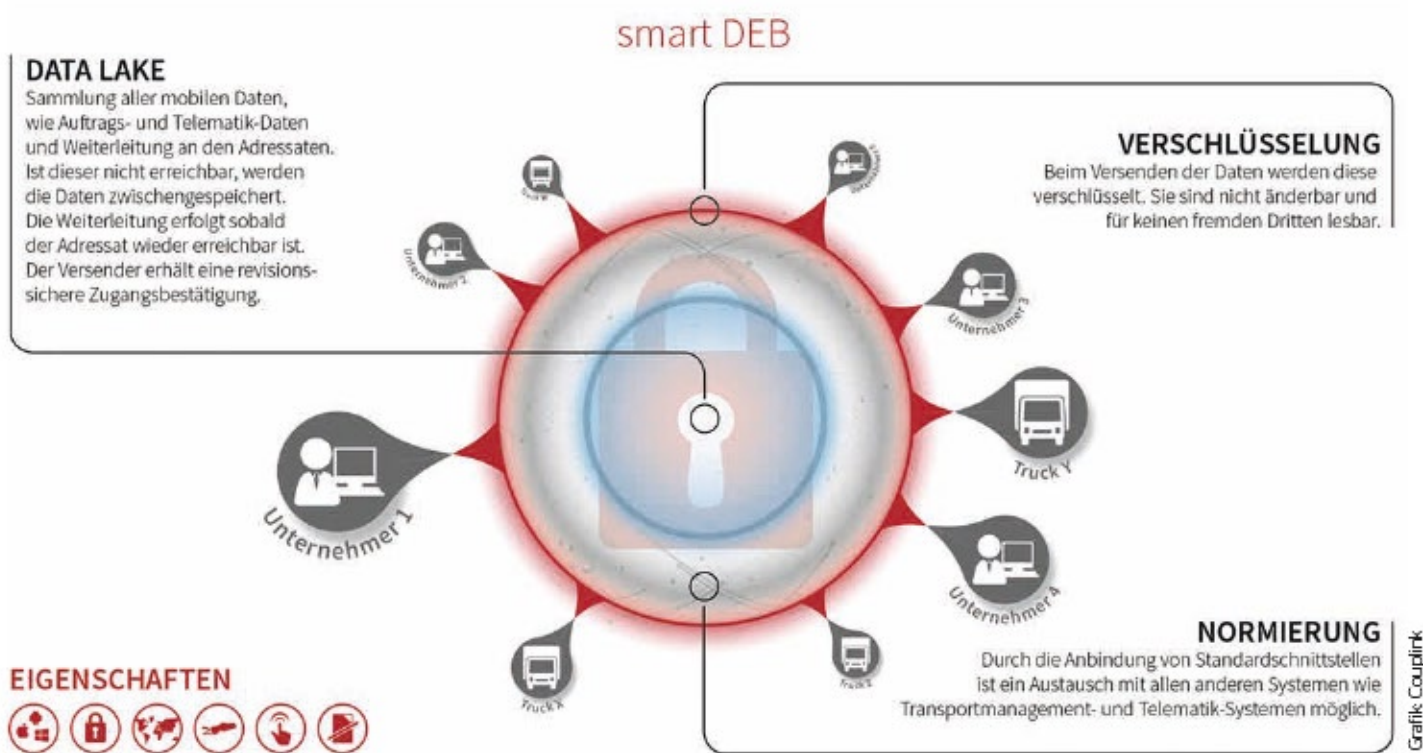 smart DEB
DATA LAKE
Sammlung aller mobilen Daten,
wie Auftrags- und Telematik-Daten
und Weiterleitung an den Adressaten.
Ist dieser nicht erreichbar, werden
die Daten zwischengespeichert.
Die Weiterleitung erfolgt sobald
der Adressat wieder erreichbar ist.
Der Versender erhält eine revisions-
sichere Zugangsbestätigung.
VERSCHLÜSSELUNG
Beim Versenden der Daten werden diese
verschlüsselt. Sie sind nicht änderbar und
für keinen fremden Dritten lesbar.
Unternehmer 2
Unternehmer 3
Truck Y
Unternehmer 1
Unternehmer 4
Truck X
Truck Z
NORMIERUNG
Durch die Anbindung von Standardschnittstellen
ist ein Austausch mit allen anderen Systemen wie
Transportmanagement- und Telematik-Systemen möglich.
EIGENSCHAFTEN
Grafik: Couplink